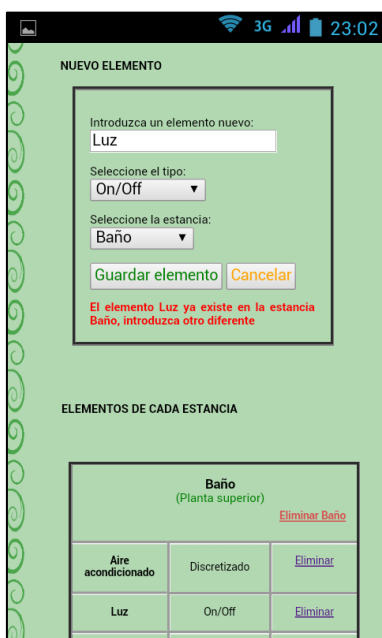 3G 23:02
NUEVO ELEMENTO
Introduzca un elemento nuevo:
Luz
Seleccione el tipo:
On/Off
Seleccione la estancia:
Baño
Guardar elemento Cancelar
El elemento Luz ya existe en la estancia
Baño, introduzca otro diferente
ELEMENTOS DE CADA ESTANCIA
Baño
(Planta superior)
Eliminar Baño
Aire
acondicionado Discretizado Eliminar
Luz On/Off Eliminar